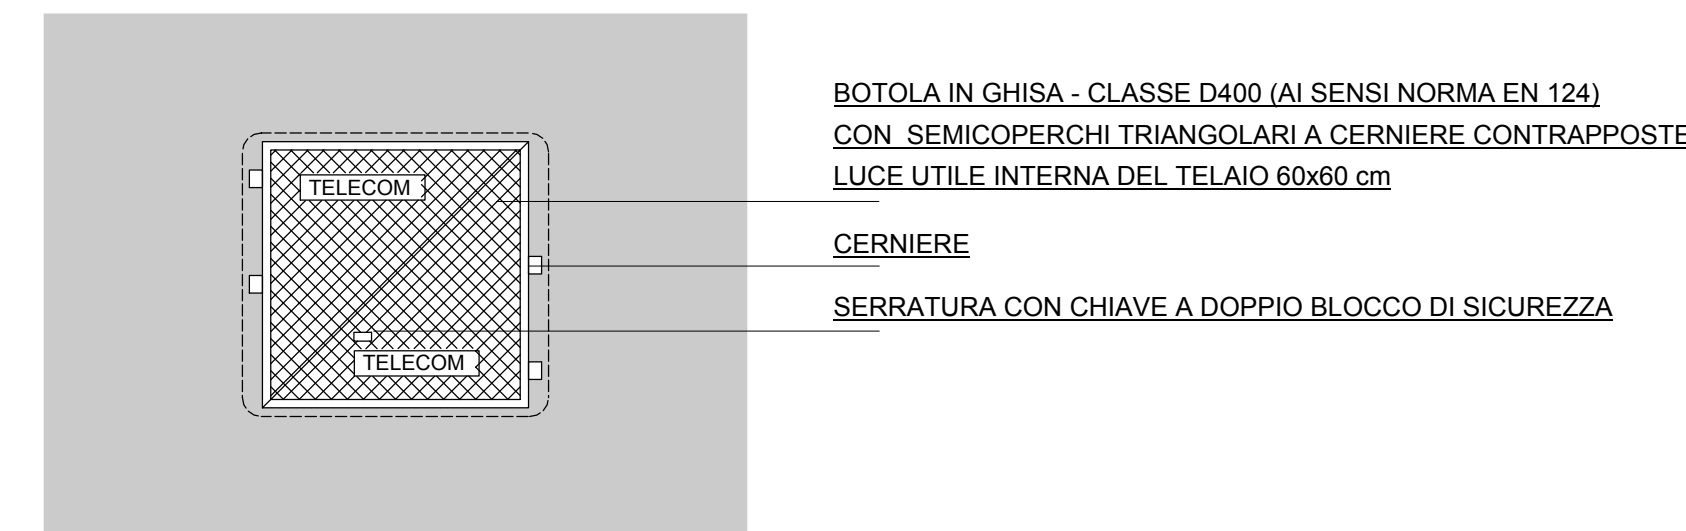 BOTOLA IN GHISA - CLASSE D400 (AI SENSI NORMA EN 124)
CON SEMICOPERCHI TRIANGOLARI A CERNIERE CONTRAPPOSTE
LUCE UTILE INTERNA DEL TELAIO 60x60 cm
TELECOM
CERNIERE
SERRATURA CON CHIAVE A DOPPIO BLOCCO DI SICUREZZA
TELECOM